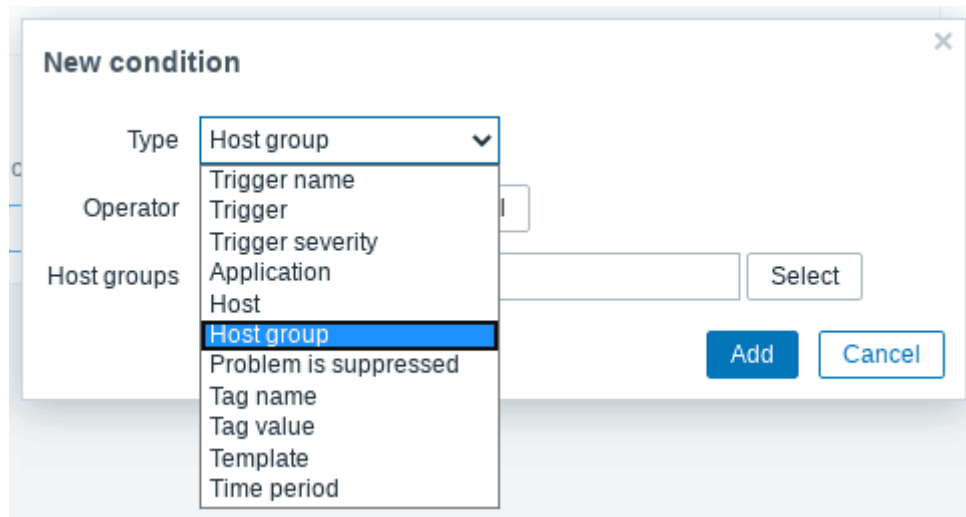 New condition
×
Type
Host group
Trigger name
Operator
Trigger
Trigger severity
Host groups
Application
Select
Host
Host group
Add
Cancel
Problem is suppressed
Tag name
Tag value
Template
Time period